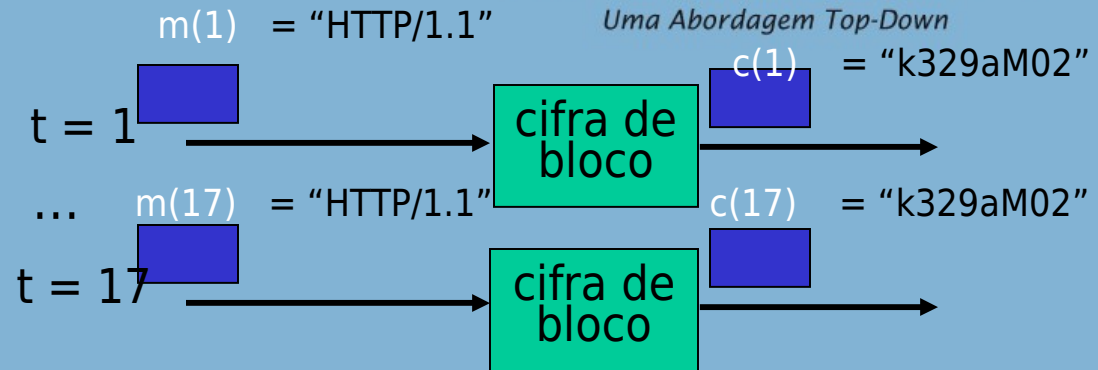 m(1) = “HTTP/1.1”
Uma Abordagem Top-Down
c(1) = “k329aM02”
t = 1
cifra de
bloco
... m(17) = “HTTP/1.1”
c(17) = “k329aM02”
t = 17
cifra de
bloco